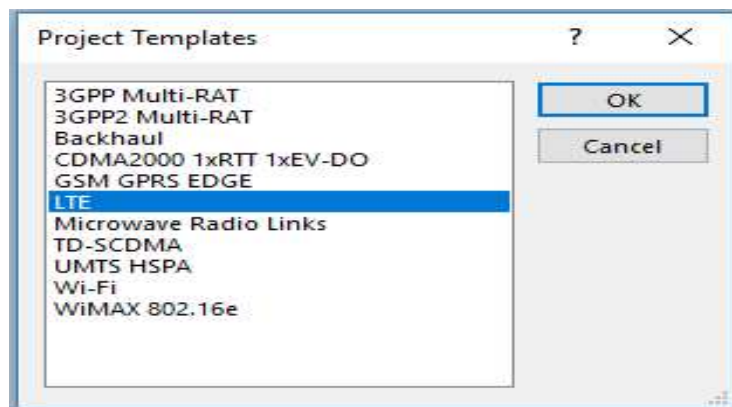 Project Templates ?
3GPP Multi-RAT
3GPP2 Multi-RAT
Backhaul
CDMA2000 1xRTT 1xEV-DO
GSM GPRS EDGE
LTE
Microwave Radio Links
TD-SCDMA
UMTS HSPA
Wi-Fi
WiMAX 802.16e
OK
Cancel